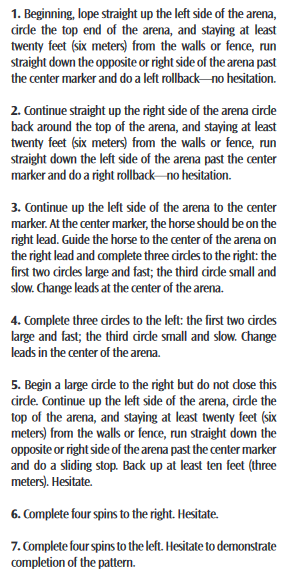 1. Beginning, lope straight up the left side of the arena,
circle the top end of the arena, and staying at least
twenty feet (six meters) from the walls or fence, run
straight down the opposite or right side of the arena past
the center marker and do a left rollback—no hesitation.
2. Continue straight up the right side of the arena circle
back around the top of the arena, and staying at least
twenty feet (six meters) from the walls or fence, run
straight down the left side of the arena past the center
marker and do a right rollback—no hesitation.
3. Continue up the left side of the arena to the center
marker. At the center marker, the horse should be on the
right lead. Guide the horse to the center of the arena on
the right lead and complete three circles to the right: the
first two circles large and fast; the third circle small and
slow. Change leads at the center of the arena.
4. Complete three circles to the left: the first two circles
large and fast; the third circle small and slow. Change
leads in the center of the arena.
5. Begin a large circle to the right but do not close this
circle. Continue up the left side of the arena, circle the
top of the arena, and staying at least twenty feet (six
meters) from the walls or fence, run straight down the
opposite or right side of the arena past the center marker
and do a sliding stop. Back up at least ten feet (three
meters). Hesitate.
6. Complete four spins to the right. Hesitate.
7. Complete four spins to the left. Hesitate to demonstrate
completion of the pattern.